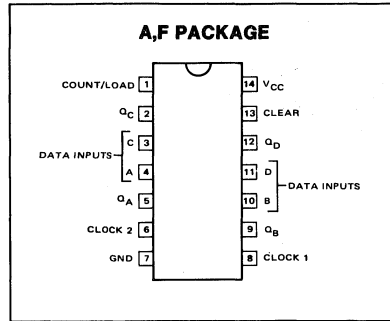 A,F PACKAGE
COUNT/LOAD 1 14 VCC
QC 2 13 CLEAR
C 3 12 QD
DATA INPUTS
A 4 11 D
DATA INPUTS
QA 5 10 B
CLOCK 2 6 9 QB
GND 7 8 CLOCK 1